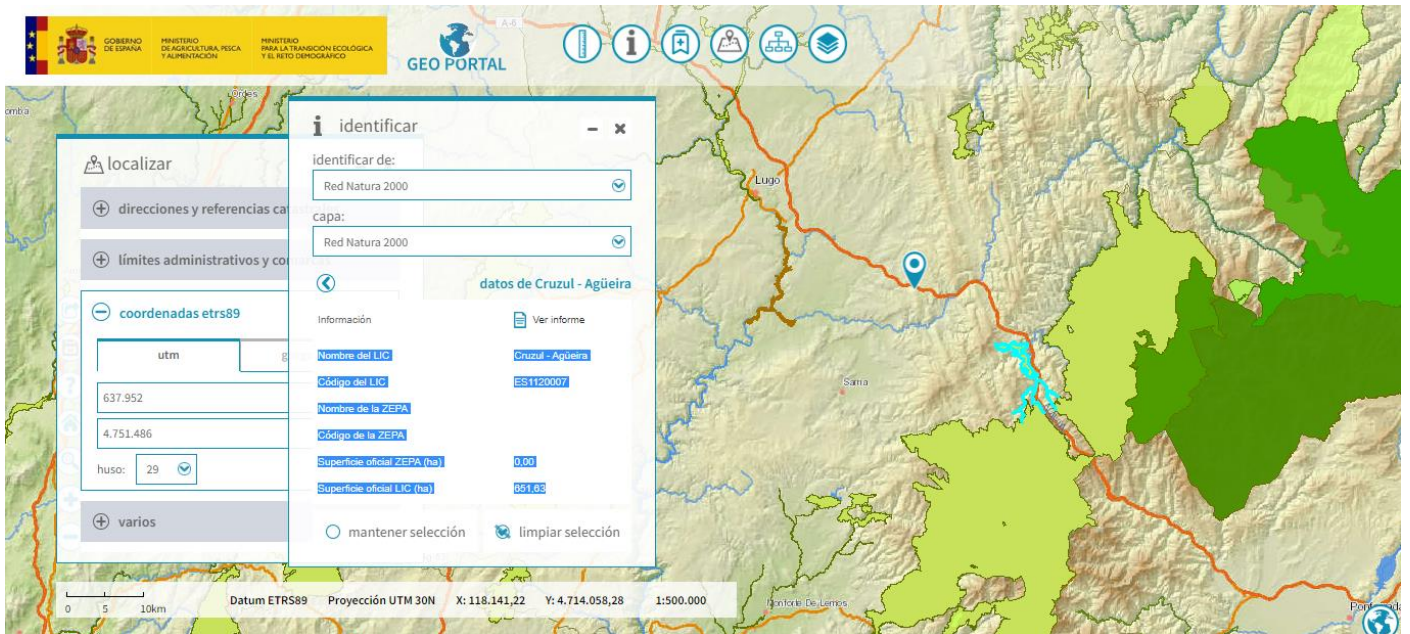 GOBIERNO
DE ESPAÑA
MINISTERIO
DE AGRICULTURA, PESCA
Y ALIMENTACIÓN
MINISTERIO
PARA LA TRANSICIÓN ECOLÓGICA
Y EL RETO DEMOGRÁFICO
GEO PORTAL
A-6
Ordes
localizar
direcciones y referencias
límites administrativos y
coordenadas etrs89
utm
g
637.952
4.751.486
huso: 29
varios
identificar
identificar de:
Red Natura 2000
capa:
Red Natura 2000
datos de Cruzul - Agüeira
Información Ver informe
Nombre del LIC Cruzul - Agüeira
Código del LIC ES1120007
Nombre de la ZEPA
Código de la ZEPA
Superficie oficial ZEPA (ha) 0,00
Superficie oficial LIC (ha) 651,63
mantener selección limpiar selección
Lugo
Sarria
Monforte De Lemos
0 5 10km
Datum ETRS89 Proyección UTM 30N X: 118.141,22 Y: 4.714.058,28 1:500.000